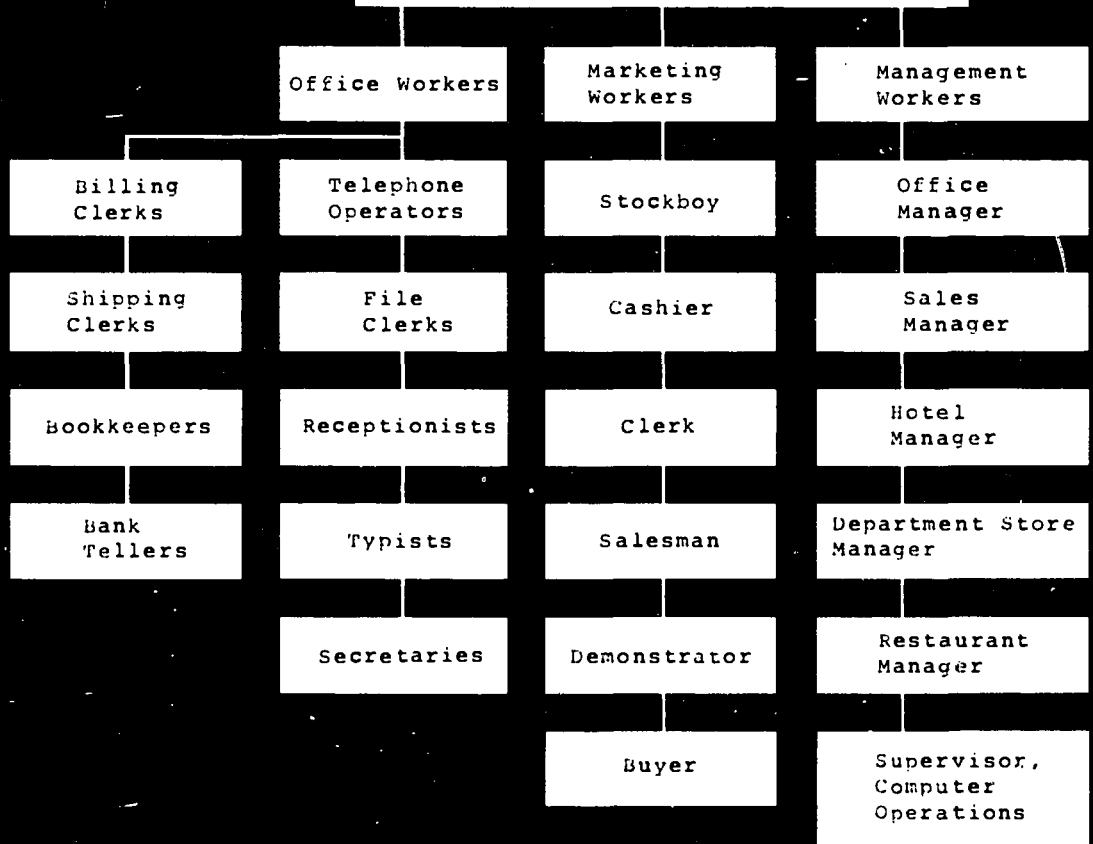 Office Workers
Marketing
Workers
Management
Workers
Billing
Clerks
Telephone
Operators
Stockboy
Office
Manager
Shipping
Clerks
File
Clerks
Cashier
Sales
Manager
Bookkeepers
Receptionists
Clerk
Hotel
Manager
Bank
Tellers
Typists
Salesman
Department Store
Manager
Secretaries
Demonstrator
Restaurant
Manager
Buyer
Supervisor,
Computer
Operations